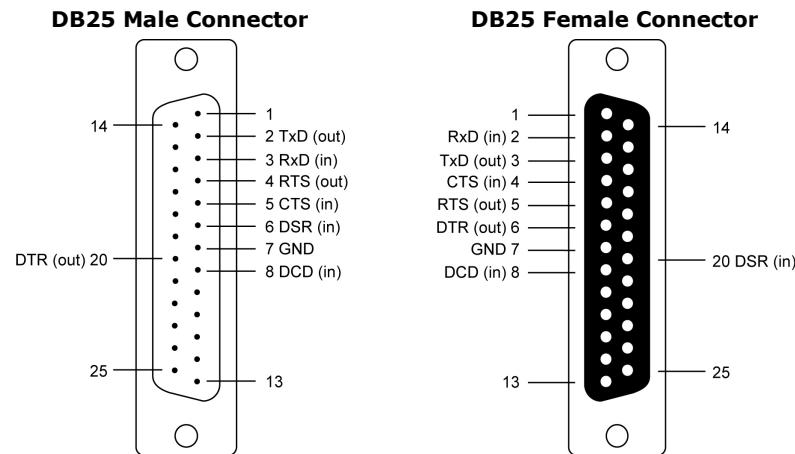 DB25 Male Connector
14
DTR (out) 20
25
1
2 TxD (out)
3 RxD (in)
4 RTS (out)
5 CTS (in)
6 DSR (in)
7 GND
8 DCD (in)
13
DB25 Female Connector
1
RxD (in) 2
TxD (out) 3
CTS (in) 4
RTS (out) 5
DTR (out) 6
GND 7
DCD (in) 8
13
14
20 DSR (in)
25